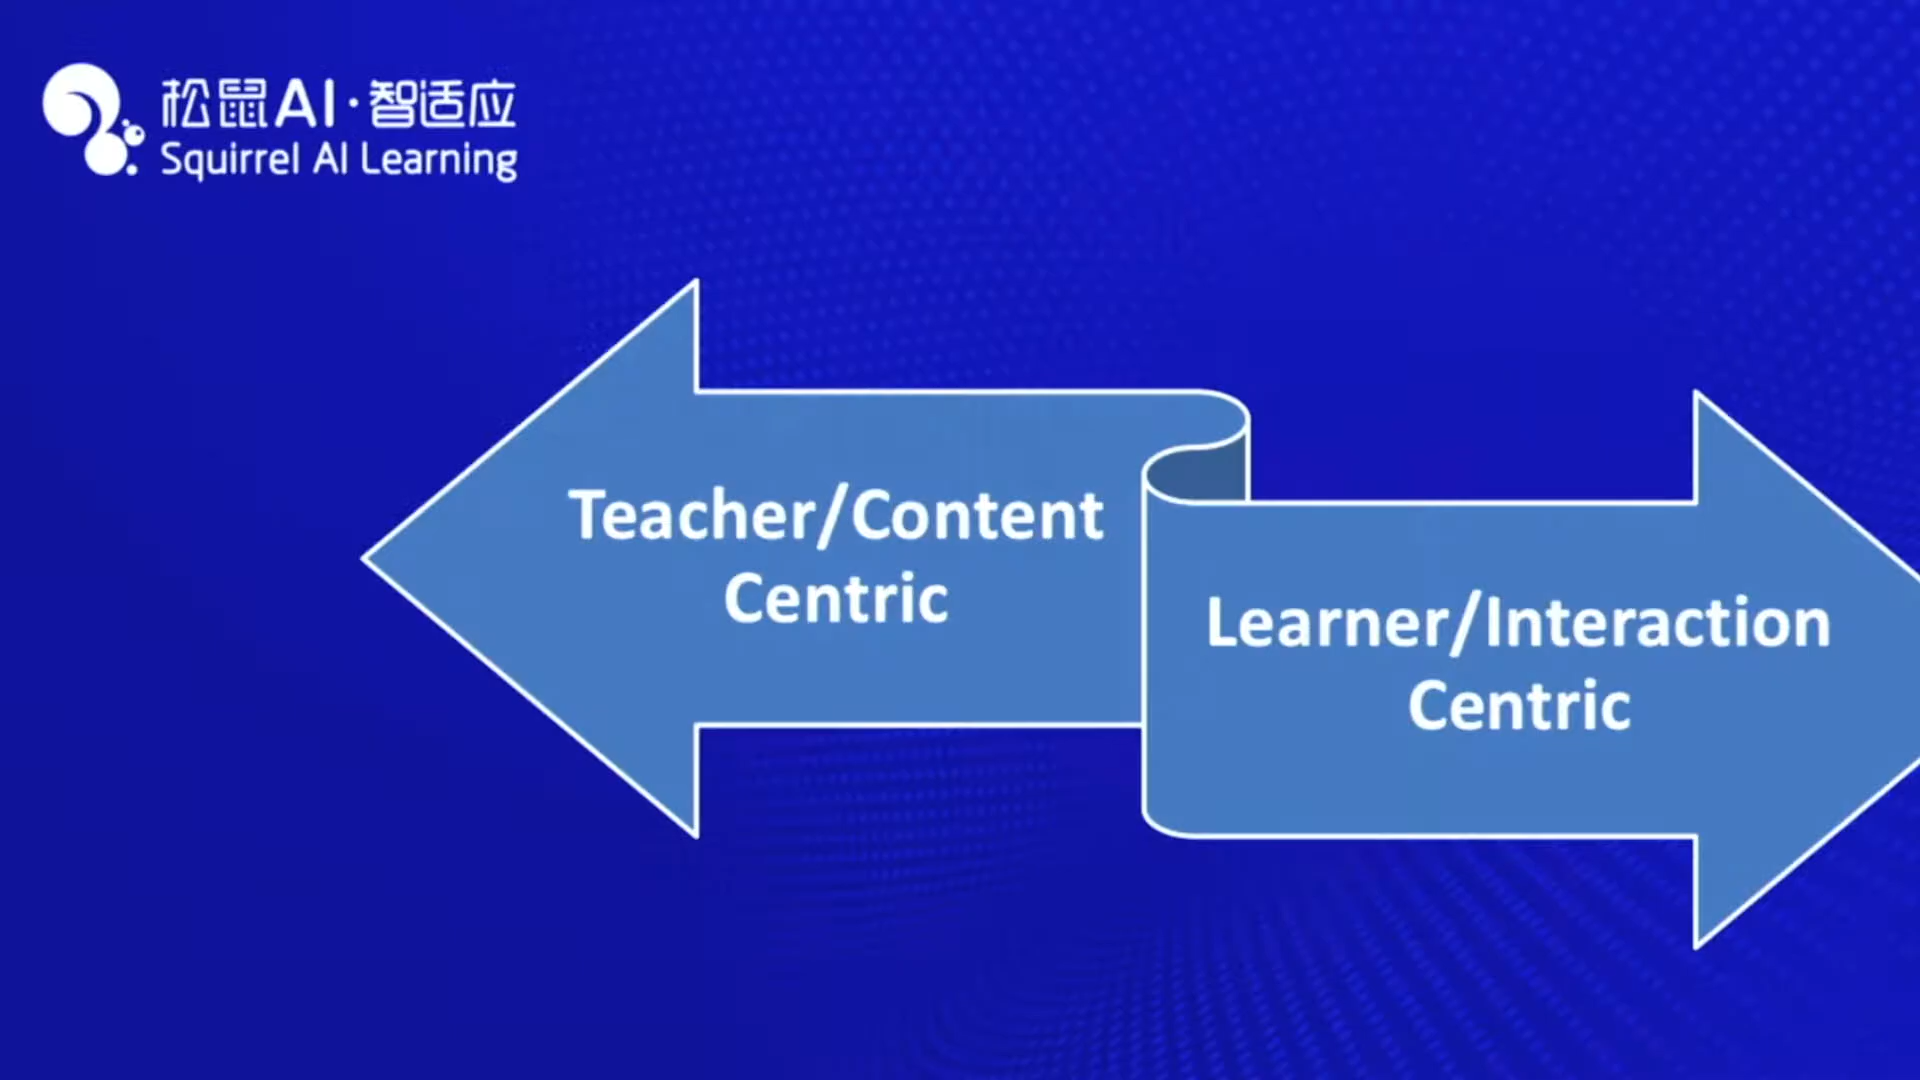 松鼠AI·智适应
Squirrel AI Learning
Teacher/Content
Centric
Learner/Interaction
Centric